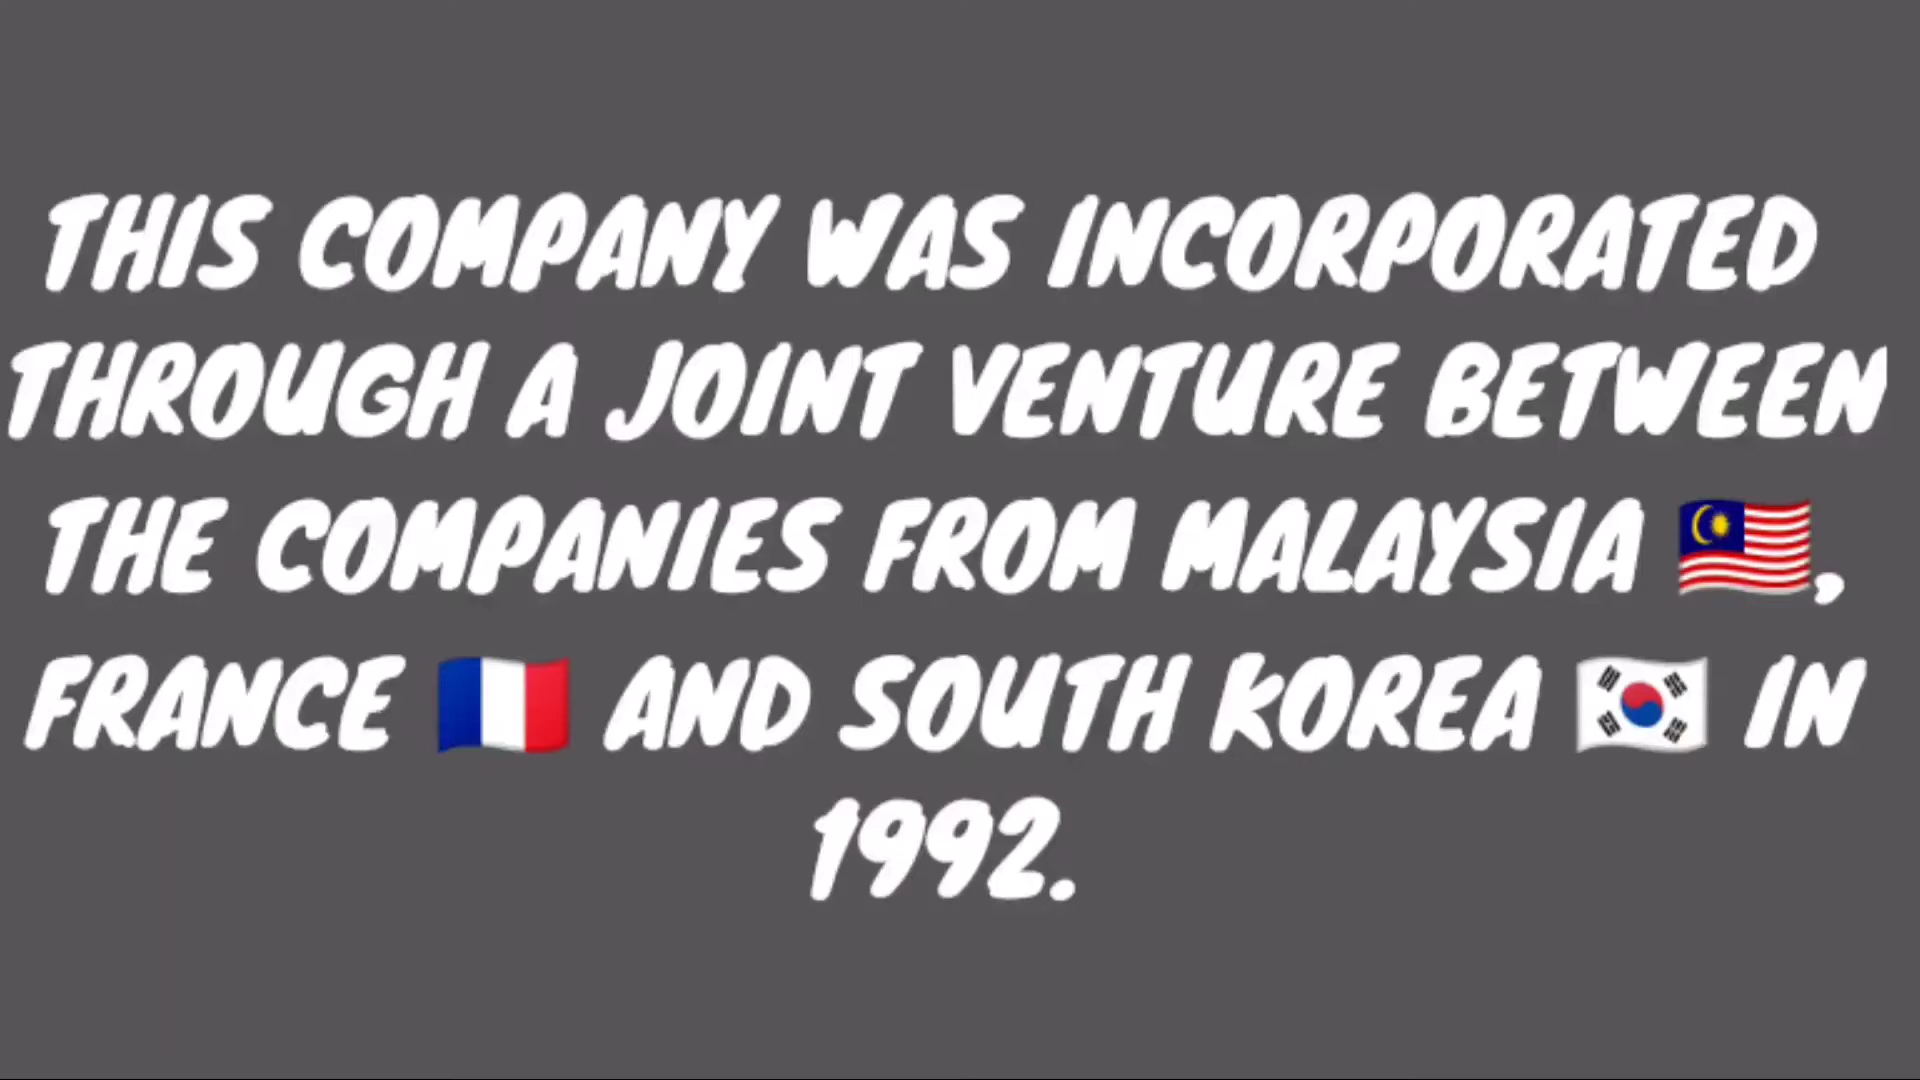 THIS COMPANY WAS INCORPORATED
THROUGH A JOINT VENTURE BETWEEN
THE COMPANIES FROM MALAYSIA 🇲🇾,
FRANCE 🇫🇷 AND SOUTH KOREA 🇰🇷 IN
1992.